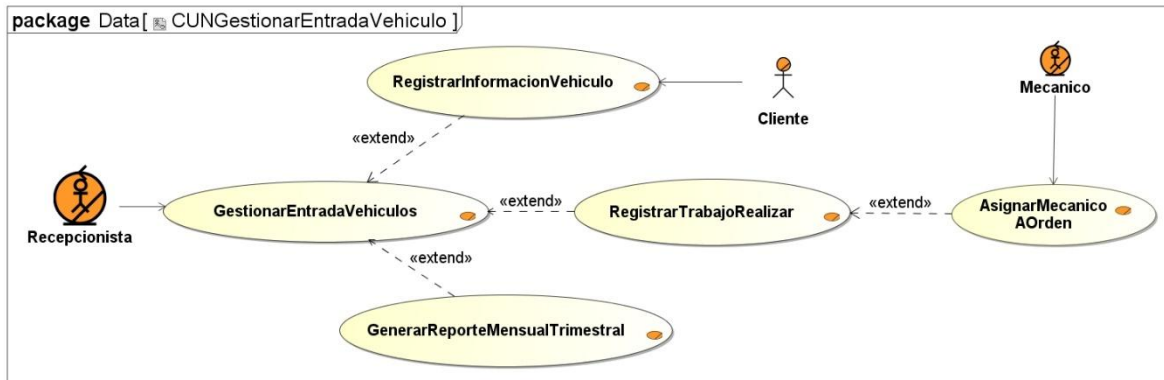 package Data[ CUNGestionarEntradaVehiculo ]
RegistrarInformacionVehiculo
Cliente
Mecanico
«extend»
Recepcionista
GestionarEntradaVehiculos
«extend»
RegistrarTrabajoRealizar
«extend»
AsignarMecanico
AOrden
«extend»
GenerarReporteMensualTrimestral